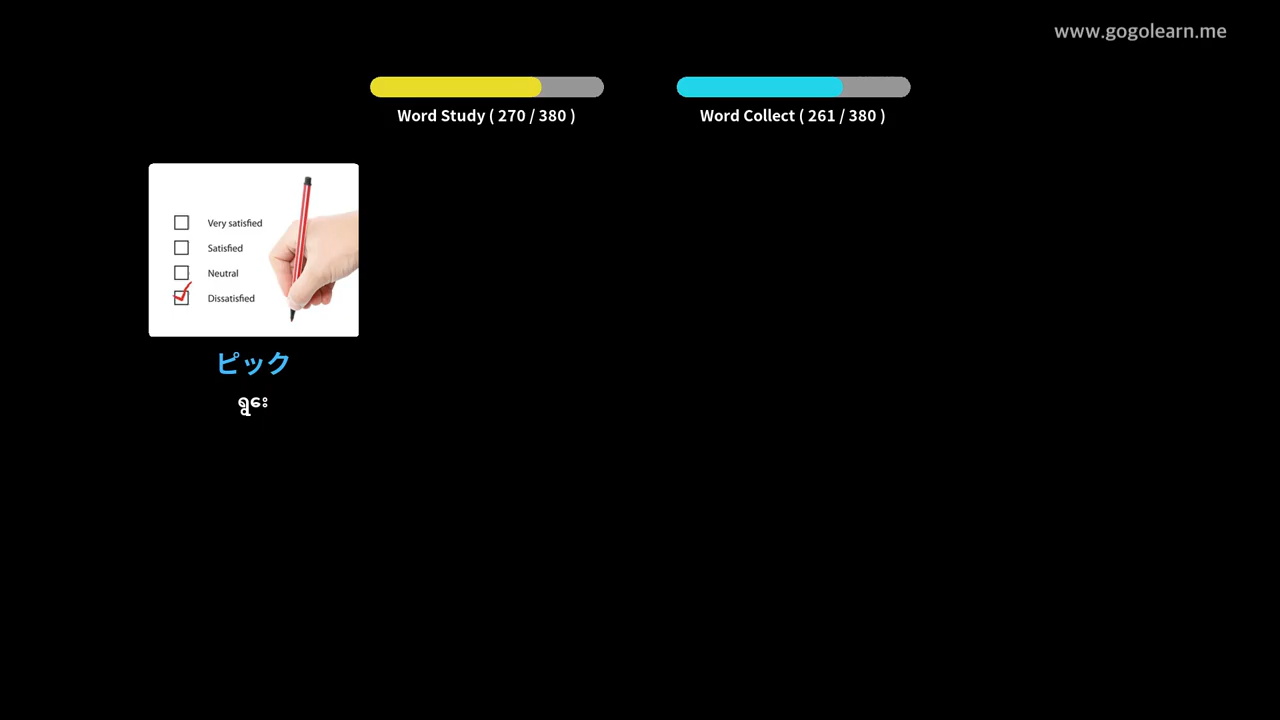 www.gogolearn.me
Word Study ( 270 / 380 )
Word Collect ( 261 / 380 )
Very satisfied
Satisfied
Neutral
Dissatisfied
ピック
ရွေး